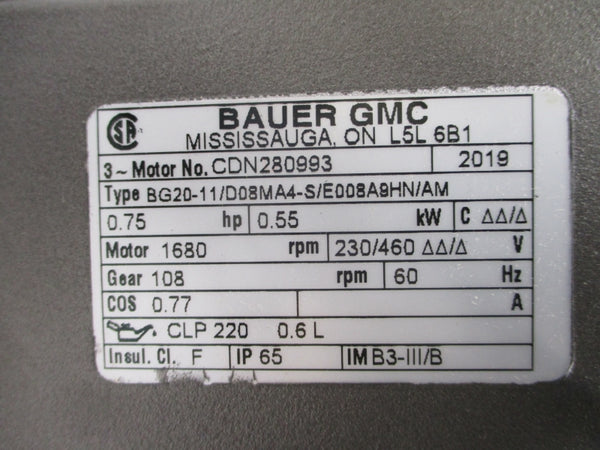 SA BAUER GMC
MISSISSAUGA, ON L5L 6B1
3~ Motor No. CDN280993 2019
Type BG20-11/D08MA4-S/E008A9HN/AM
0.75 hp 0.55 kW C ΔΔ/Δ
Motor 1680 rpm 230/460 ΔΔ/Δ V
Gear 108 rpm 60 Hz
COS 0.77 A
CLP 220 0.6 L
Insul. Cl. F IP 65 IM B3-III/B